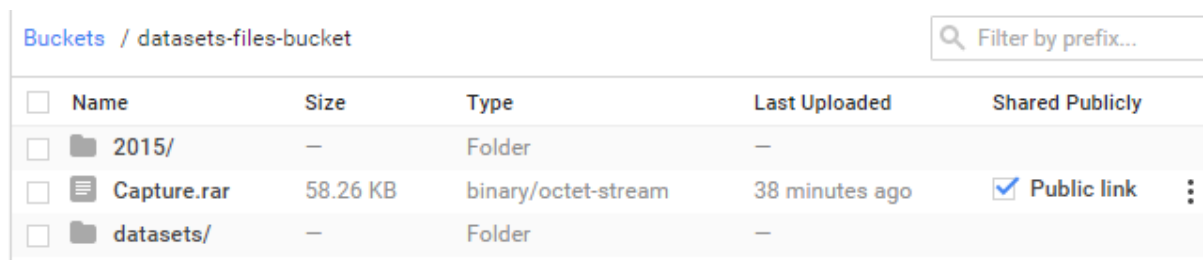 Buckets / datasets-files-bucket Filter by prefix...
Name Size Type Last Uploaded Shared Publicly
2015/ — Folder —
Capture.rar 58.26 KB binary/octet-stream 38 minutes ago Public link
datasets/ — Folder —